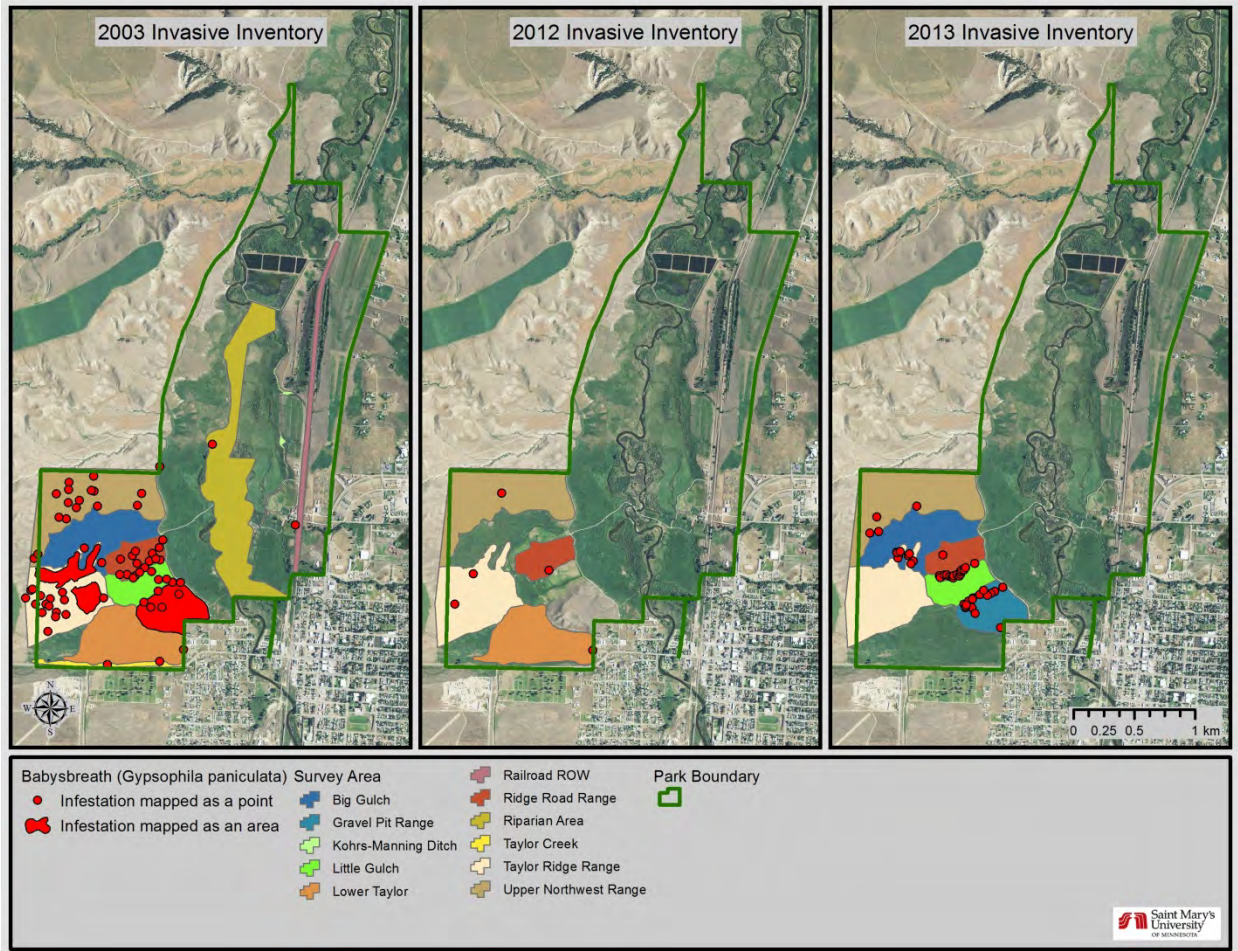 2003 Invasive Inventory
2012 Invasive Inventory
2013 Invasive Inventory
N
W E
S
0 0.25 0.5 1 km
Babysbreath (Gypsophila paniculata)
Infestation mapped as a point
Infestation mapped as an area
Survey Area
Big Gulch
Gravel Pit Range
Kohrs-Manning Ditch
Little Gulch
Lower Taylor
Railroad ROW
Ridge Road Range
Riparian Area
Taylor Creek
Taylor Ridge Range
Upper Northwest Range
Park Boundary
Saint Mary's
University
OF MINNESOTA